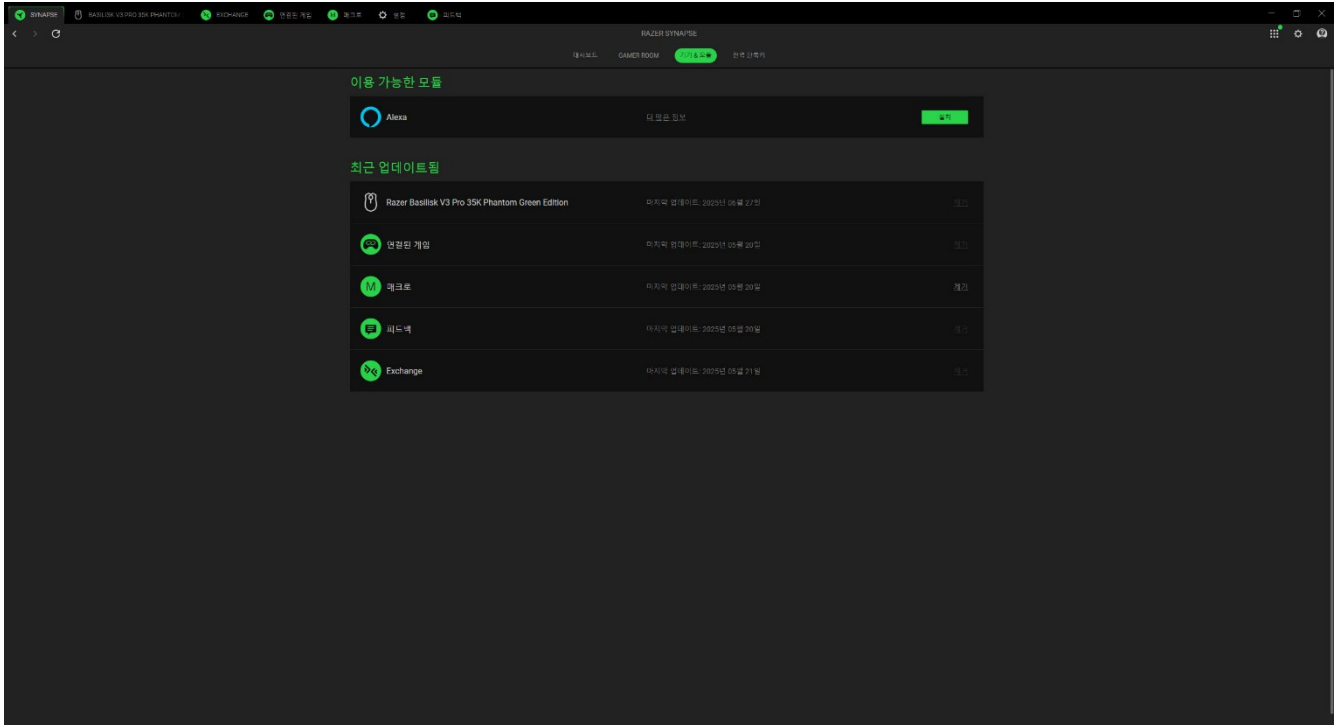 SYNAPSE
BASILISK V3 PRO 35K PHANTOM
EXCHANGE
연결된 게임
매크로
설정
피드백
RAZER SYNAPSE
대시보드
GAMER ROOM
기기 & 모듈
전역 단축키
이용 가능한 모듈
Alexa
더 많은 정보
설치
최근 업데이트됨
Razer Basilisk V3 Pro 35K Phantom Green Edition
마지막 업데이트: 2025년 06월 27일
제거
연결된 게임
마지막 업데이트: 2025년 05월 20일
제거
M
매크로
마지막 업데이트: 2025년 05월 20일
제거
피드백
마지막 업데이트: 2025년 05월 20일
제거
Exchange
마지막 업데이트: 2025년 05월 21일
제거